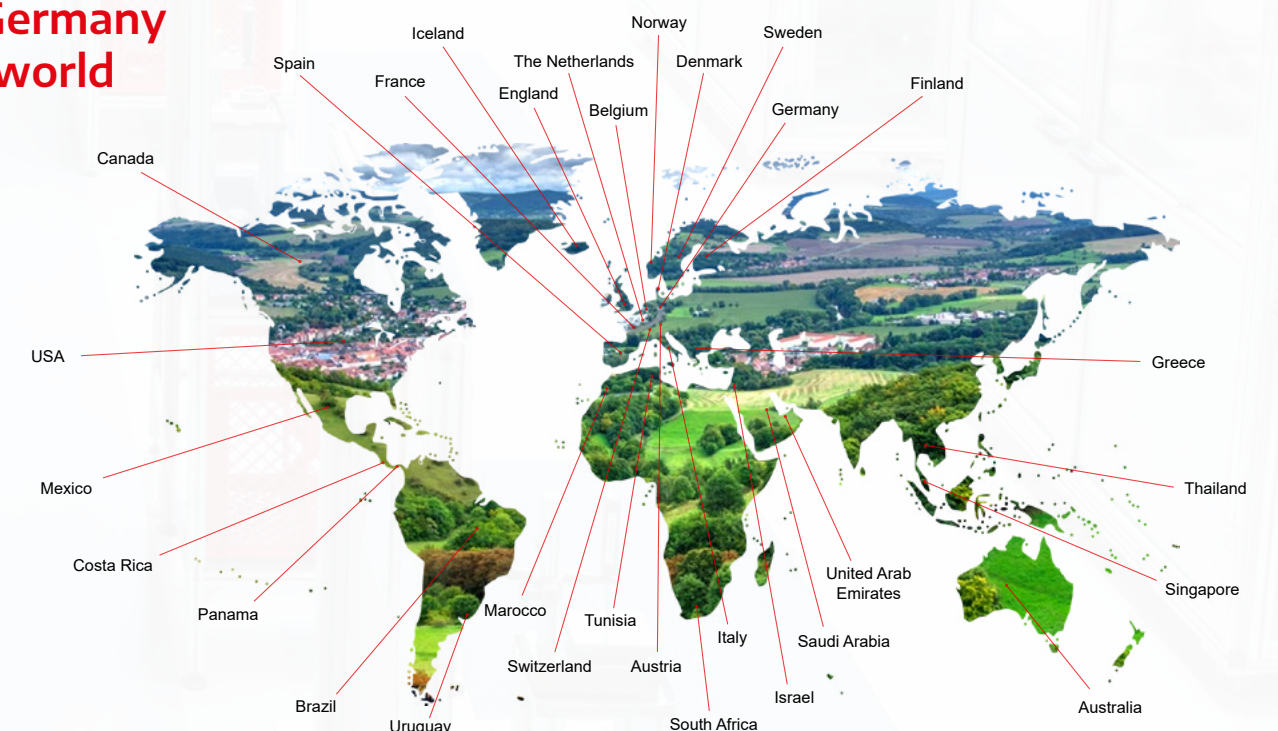 Germany
world
Norway
Iceland
Sweden
Spain
The Netherlands
Denmark
France
Finland
England
Belgium
Germany
Canada
USA
Greece
Mexico
Thailand
Costa Rica
United Arab
Emirates
Singapore
Panama
Marocco
Tunisia
Italy
Saudi Arabia
Switzerland
Austria
Israel
Brazil
Australia
Uruguay
South Africa